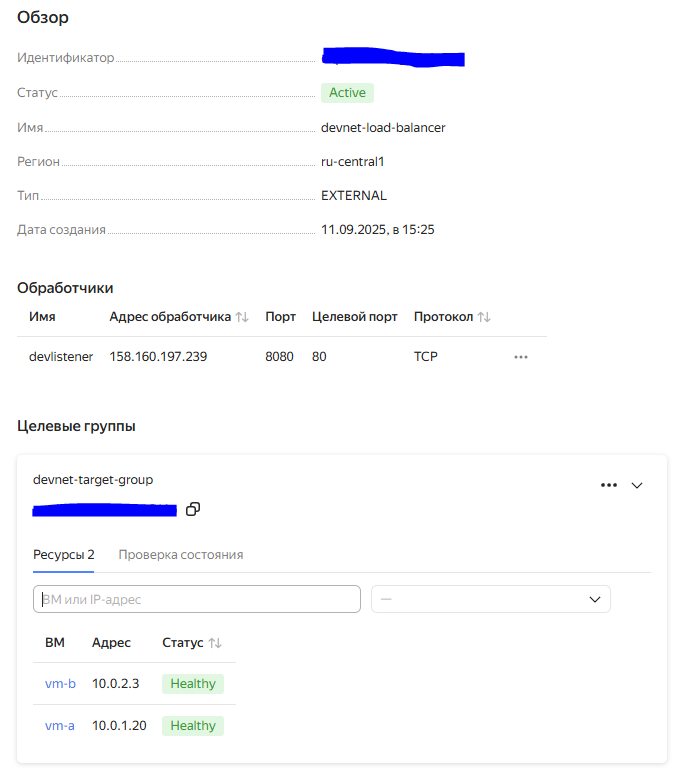 Обзор
Идентификатор
Статус Active
Имя devnet-load-balancer
Регион ru-central1
Тип EXTERNAL
Дата создания 11.09.2025, в 15:25
Обработчики
Имя Адрес обработчика Порт Целевой порт Протокол
devlistener 158.160.197.239 8080 80 TCP
Целевые группы
devnet-target-group
Ресурсы 2 Проверка состояния
ВМ или IP-адрес —
ВМ Адрес Статус
vm-b 10.0.2.3 Healthy
vm-a 10.0.1.20 Healthy